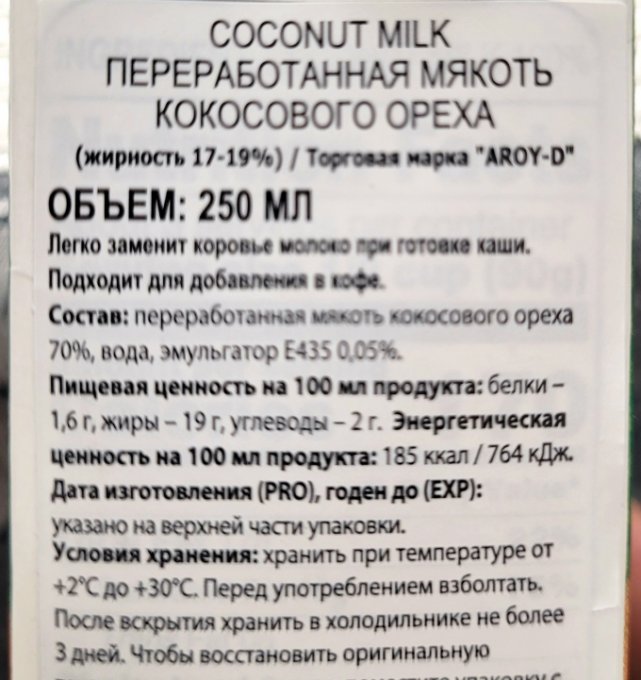 COCONUT MILK
ПЕРЕРАБОТАННАЯ МЯКОТЬ
КОКОСОВОГО ОРЕХА
(жирность 17-19%) / Торговая марка "AROY-D"
ОБЪЕМ: 250 МЛ
Легко заменит коровье молоко при готовке каши.
Подходит для добавления в кофе.
Состав: переработанная мякоть кокосового ореха
70%, вода, эмульгатор Е435 0,05%.
Пищевая ценность на 100 мл продукта: белки –
1,6 г, жиры – 19 г, углеводы – 2 г. Энергетическая
ценность на 100 мл продукта: 185 ккал / 764 кДж.
Дата изготовления (PRO), годен до (EXP):
указано на верхней части упаковки.
Условия хранения: хранить при температуре от
+2°C до +30°C. Перед употреблением взболтать.
После вскрытия хранить в холодильнике не более
3 дней. Чтобы восстановить оригинальную